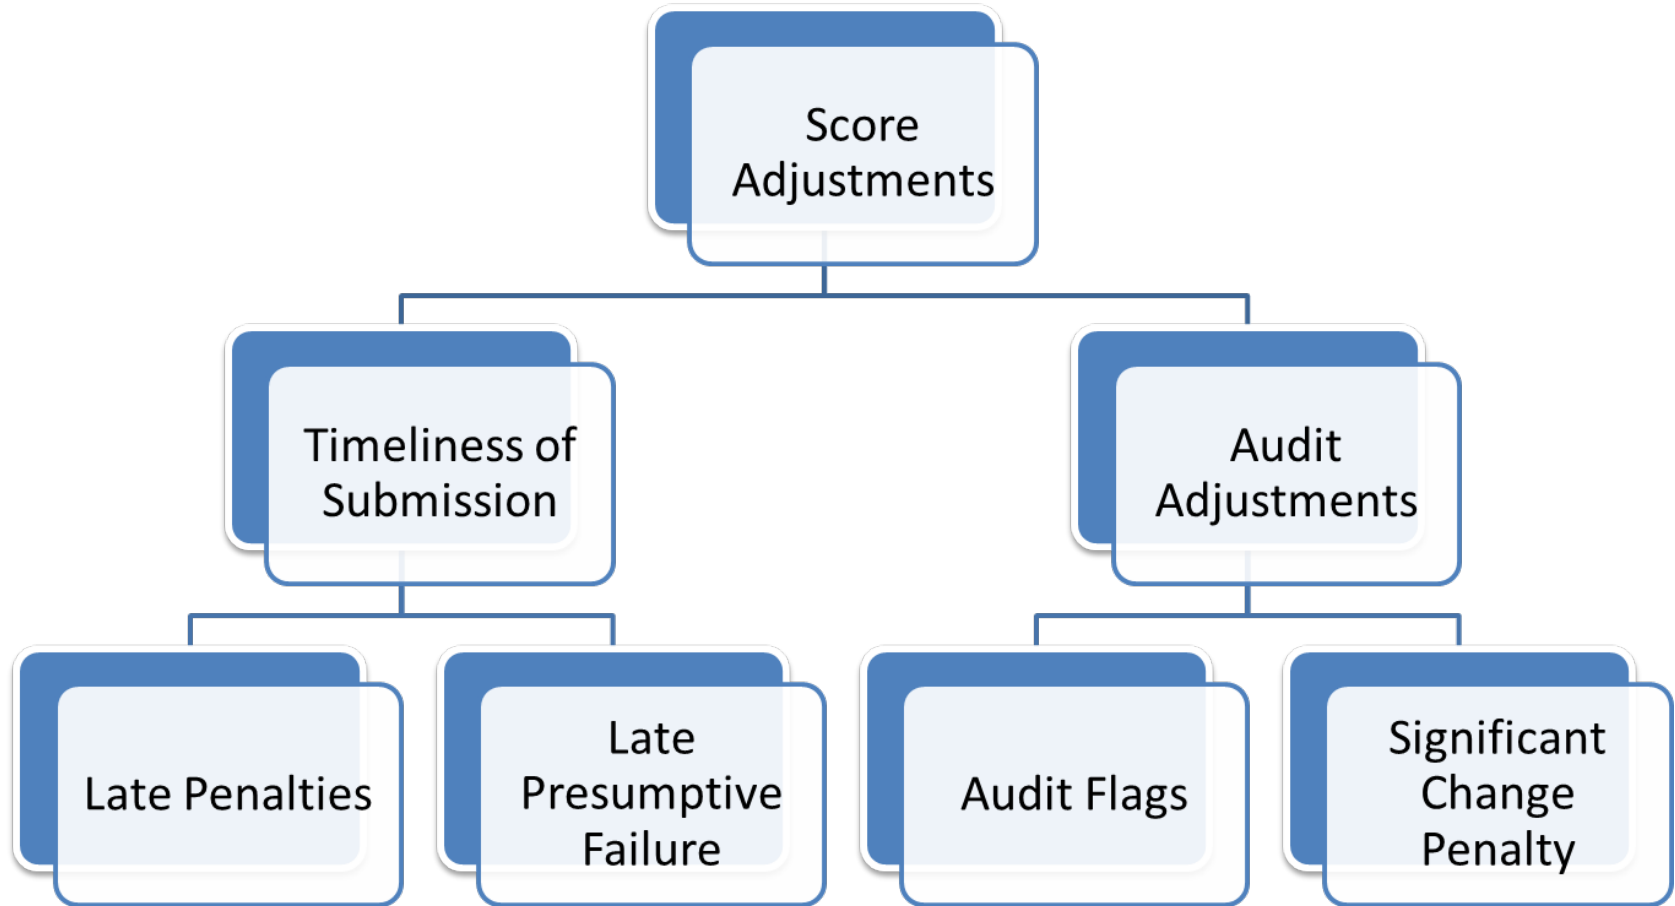 Score
Adjustments
Timeliness of
Submission
Audit
Adjustments
Late Penalties
Late
Presumptive
Failure
Audit Flags
Significant
Change
Penalty